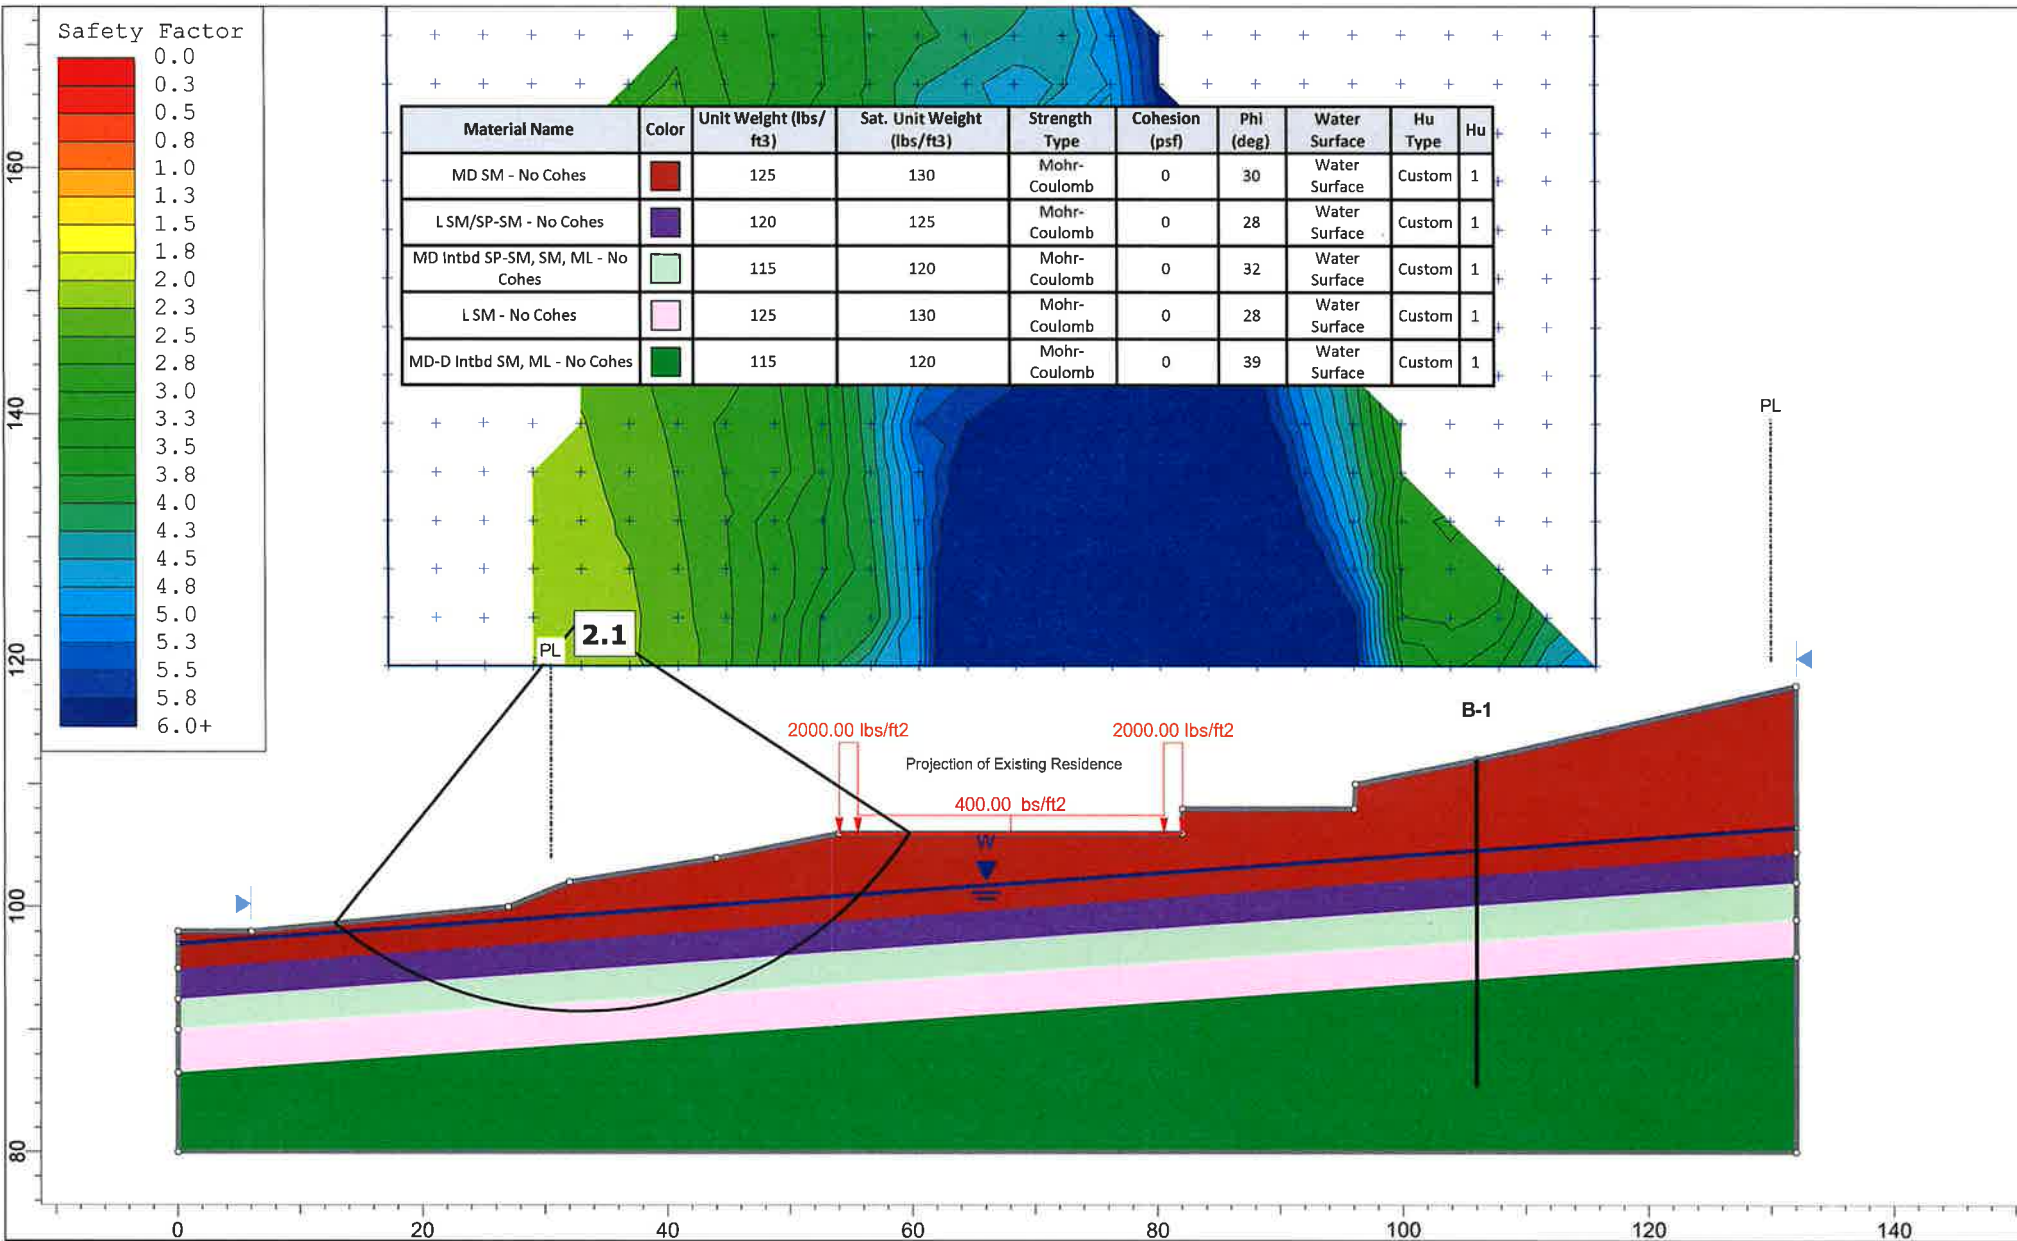 Safety Factor
0.0
0.3
0.5
0.8
1.0
1.3
1.5
1.8
2.0
2.3
2.5
2.8
3.0
3.3
3.5
3.8
4.0
4.3
4.5
4.8
5.0
5.3
5.5
5.8
6.0+
Material Name Color Unit Weight (lbs/ Sat. Unit Weight Strength Cohesion Phi Water Hu Hu
ft3) (lbs/ft3) Type (psf) (deg) Surface Type
MD SM - No Cohes 125 130 Mohr- 0 30 Water Custom 1
Coulomb Surface
L SM/SP-SM - No Cohes 120 125 Mohr- 0 28 Water Custom 1
Coulomb Surface
MD Intbd SP-SM, SM, ML - No 115 120 Mohr- 0 32 Water Custom 1
Cohes Coulomb Surface
L SM - No Cohes 125 130 Mohr- 0 28 Water Custom 1
Coulomb Surface
MD-D Intbd SM, ML - No Cohes 115 120 Mohr- 0 39 Water Custom 1
Coulomb Surface
PL
2.1
PL
B-1
2000.00 lbs/ft2 2000.00 lbs/ft2
Projection of Existing Residence
400.00 bs/ft2
W
160
140
120
100
80
0 20 40 60 80 100 120 140